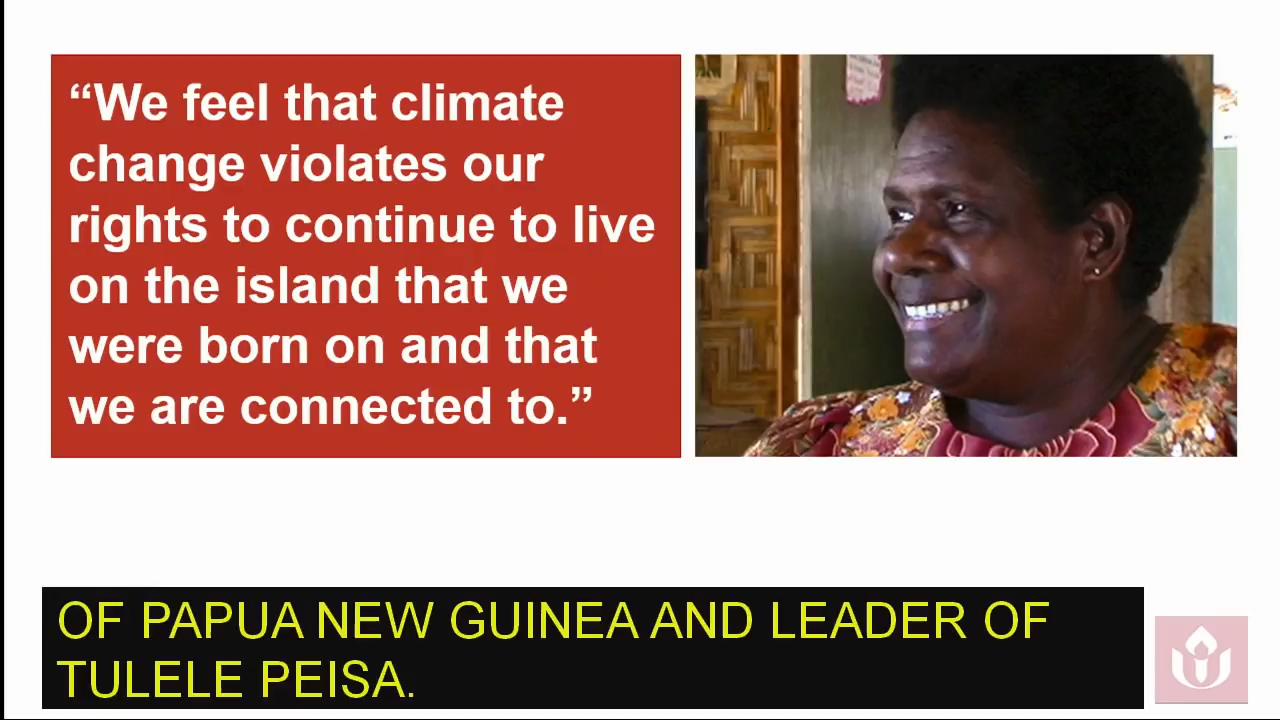 “We feel that climate
change violates our
rights to continue to live
on the island that we
were born on and that
we are connected to.”
OF PAPUA NEW GUINEA AND LEADER OF
TULELE PEISA.